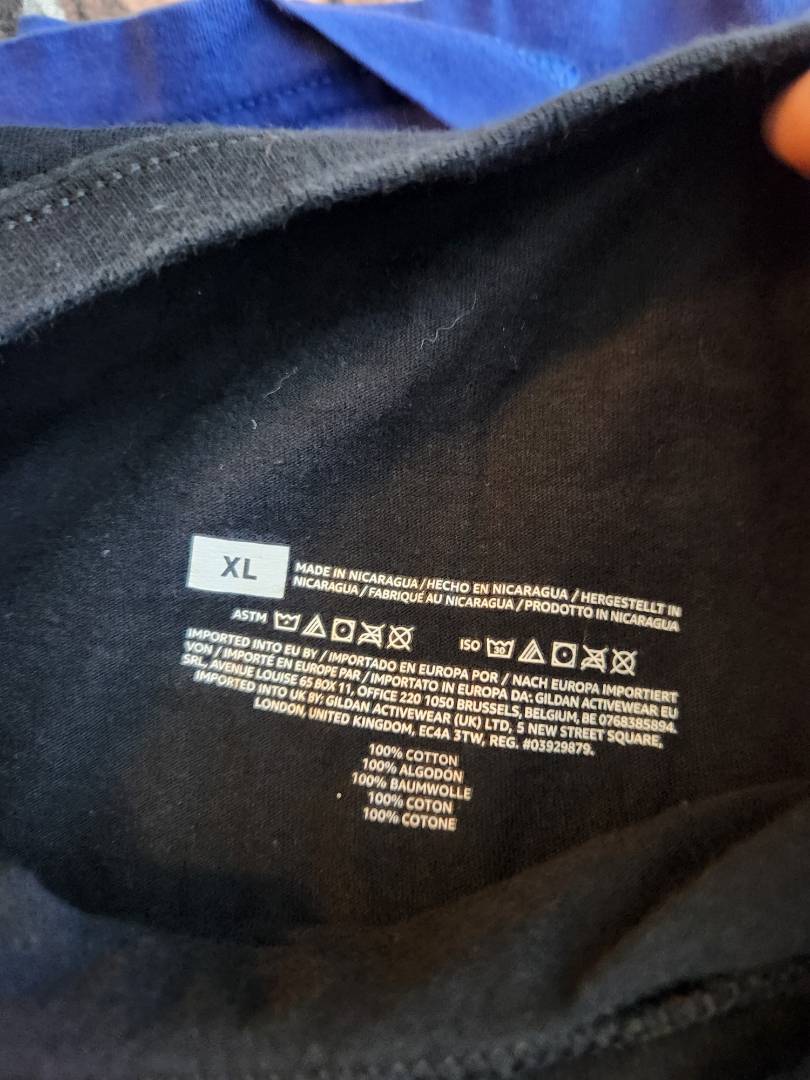 XL
MADE IN NICARAGUA / HECHO EN NICARAGUA / HERGESTELLT IN
NICARAGUA / FABRIQUÉ AU NICARAGUA / PRODOTTO IN NICARAGUA
ASTM
ISO 30
IMPORTED INTO EU BY / IMPORTADO EN EUROPA POR / NACH EUROPA IMPORTIERT
VON / IMPORTÉ EN EUROPE PAR / IMPORTATO IN EUROPA DA: GILDAN ACTIVEWEAR EU
SRL, AVENUE LOUISE 65 BOX 11, OFFICE 220 1050 BRUSSELS, BELGIUM, BE 0768385894.
IMPORTED INTO UK BY: GILDAN ACTIVEWEAR (UK) LTD, 5 NEW STREET SQUARE,
LONDON, UNITED KINGDOM, EC4A 3TW, REG. #03929879.
100% COTTON
100% ALGODÓN
100% BAUMWOLLE
100% COTON
100% COTONE